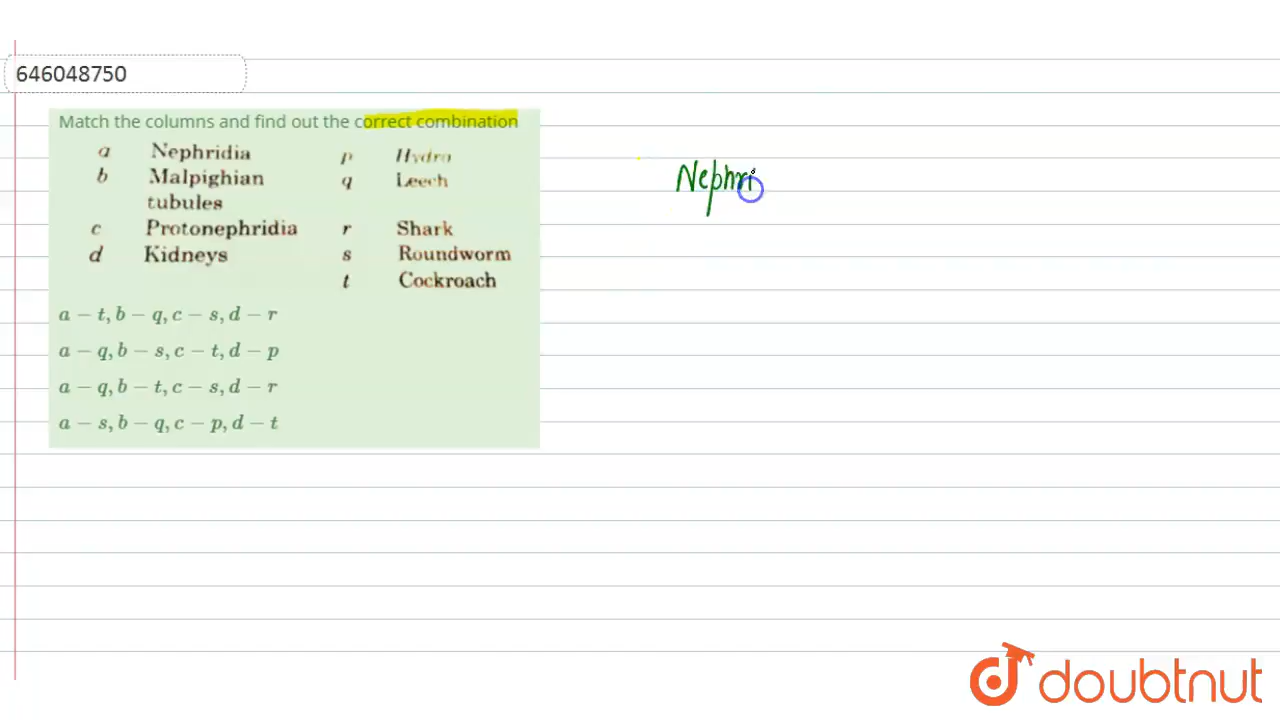 646048750
Match the columns and find out the correct combination
a Nephridia p Hydra
b Malpighian tubules q Leech
c Protonephridia r Shark
d Kidneys s Roundworm
t Cockroach
a − t, b − q, c − s, d − r
a − q, b − s, c − t, d − p
a − q, b − t, c − s, d − r
a − s, b − q, c − p, d − t
Nephri
doubtnut